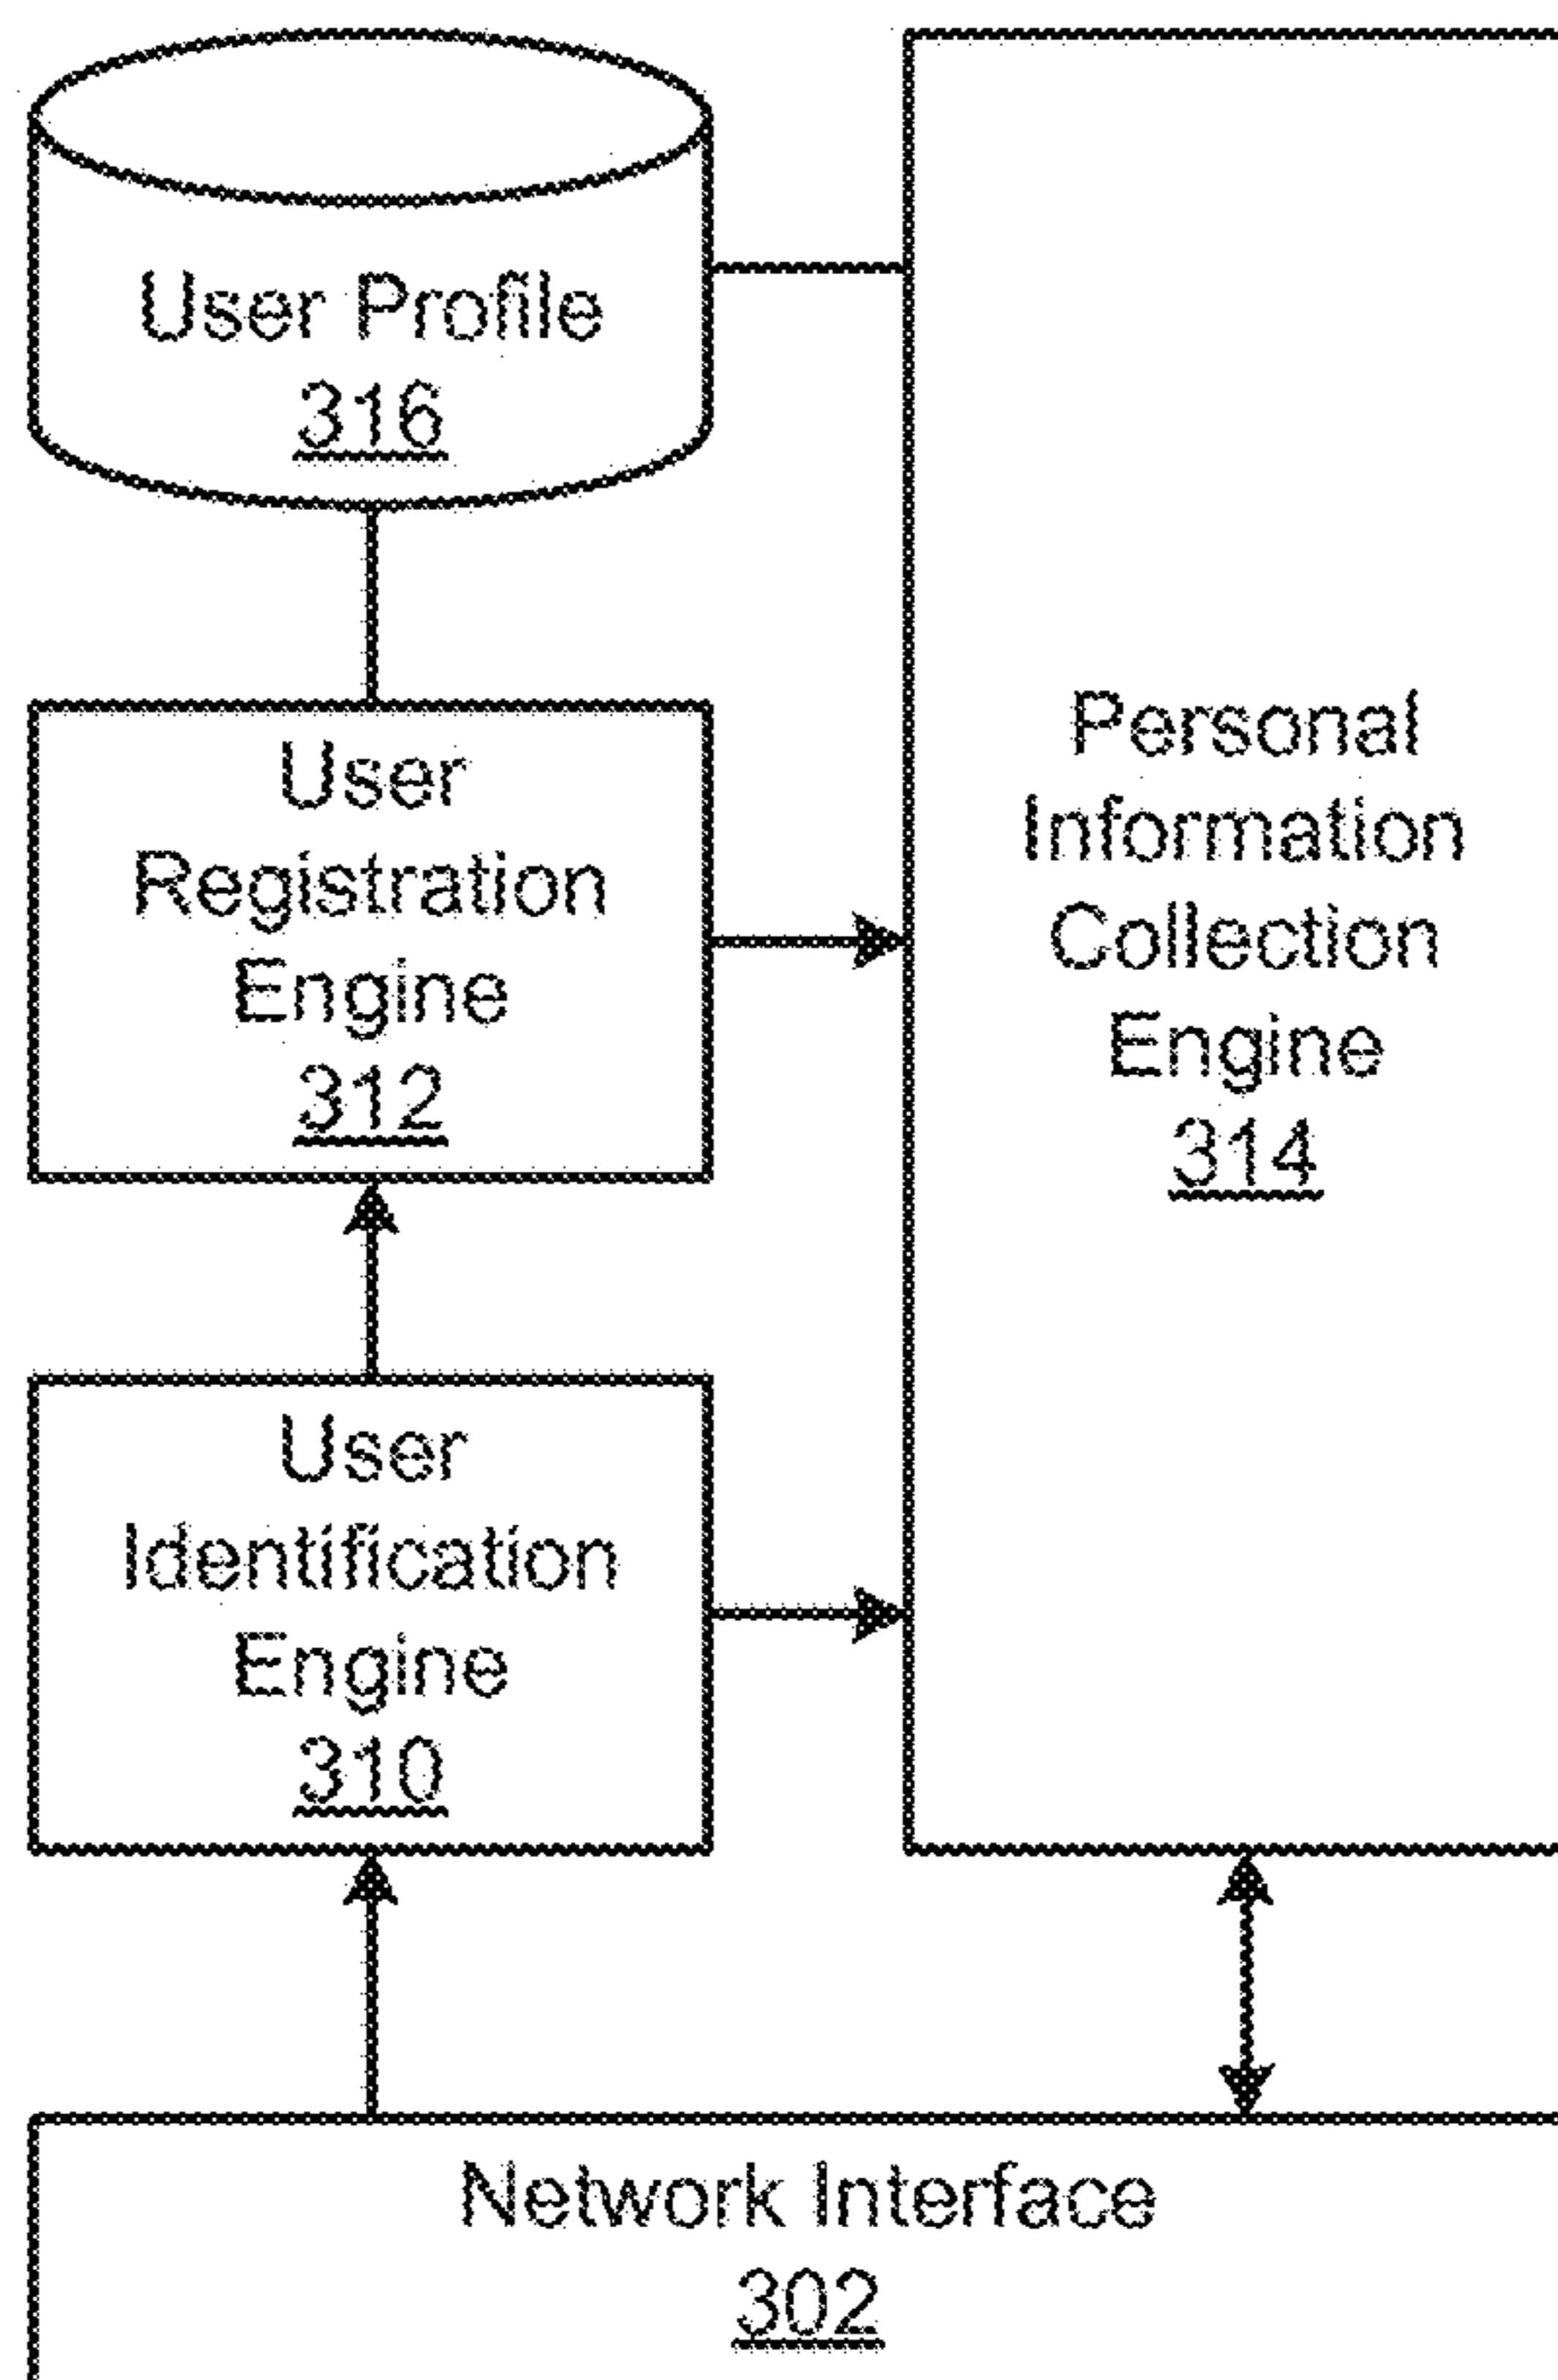 User Profile
316
User
Registration
Engine
312
Personal
Information
Collection
Engine
314
User
Identification
Engine
310
Network Interface
302